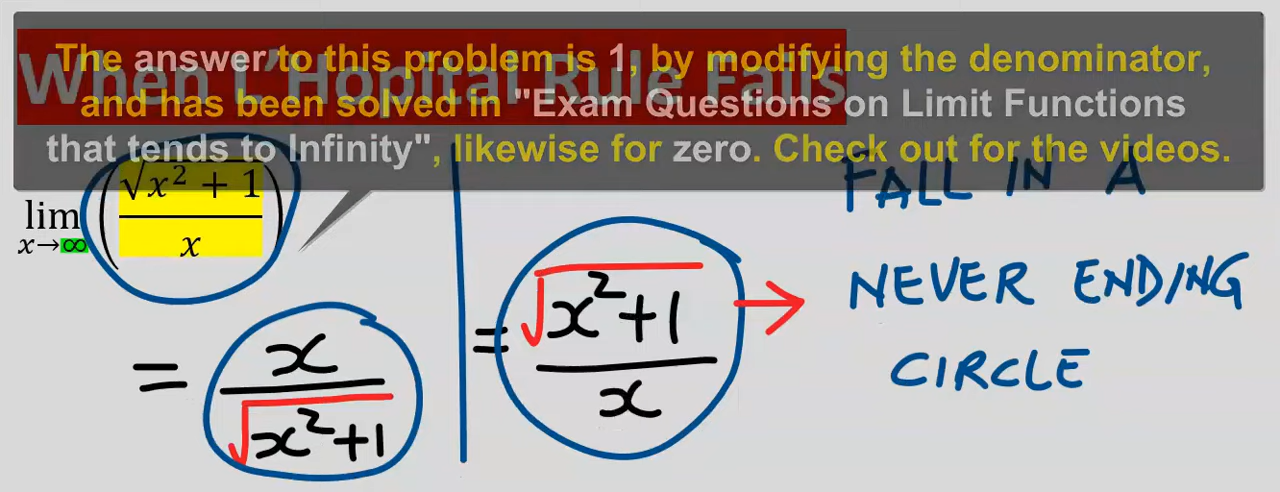 The answer to this problem is 1, by modifying the denominator,
When L'Hopital Rule Fails
and has been solved in "Exam Questions on Limit Functions
that tends to Infinity", likewise for zero. Check out for the videos.
lim x→∞ (√(x² + 1) / x)
= x / √(x²+1)
= √(x²+1) / x →
FALL IN A
NEVER ENDING
CIRCLE